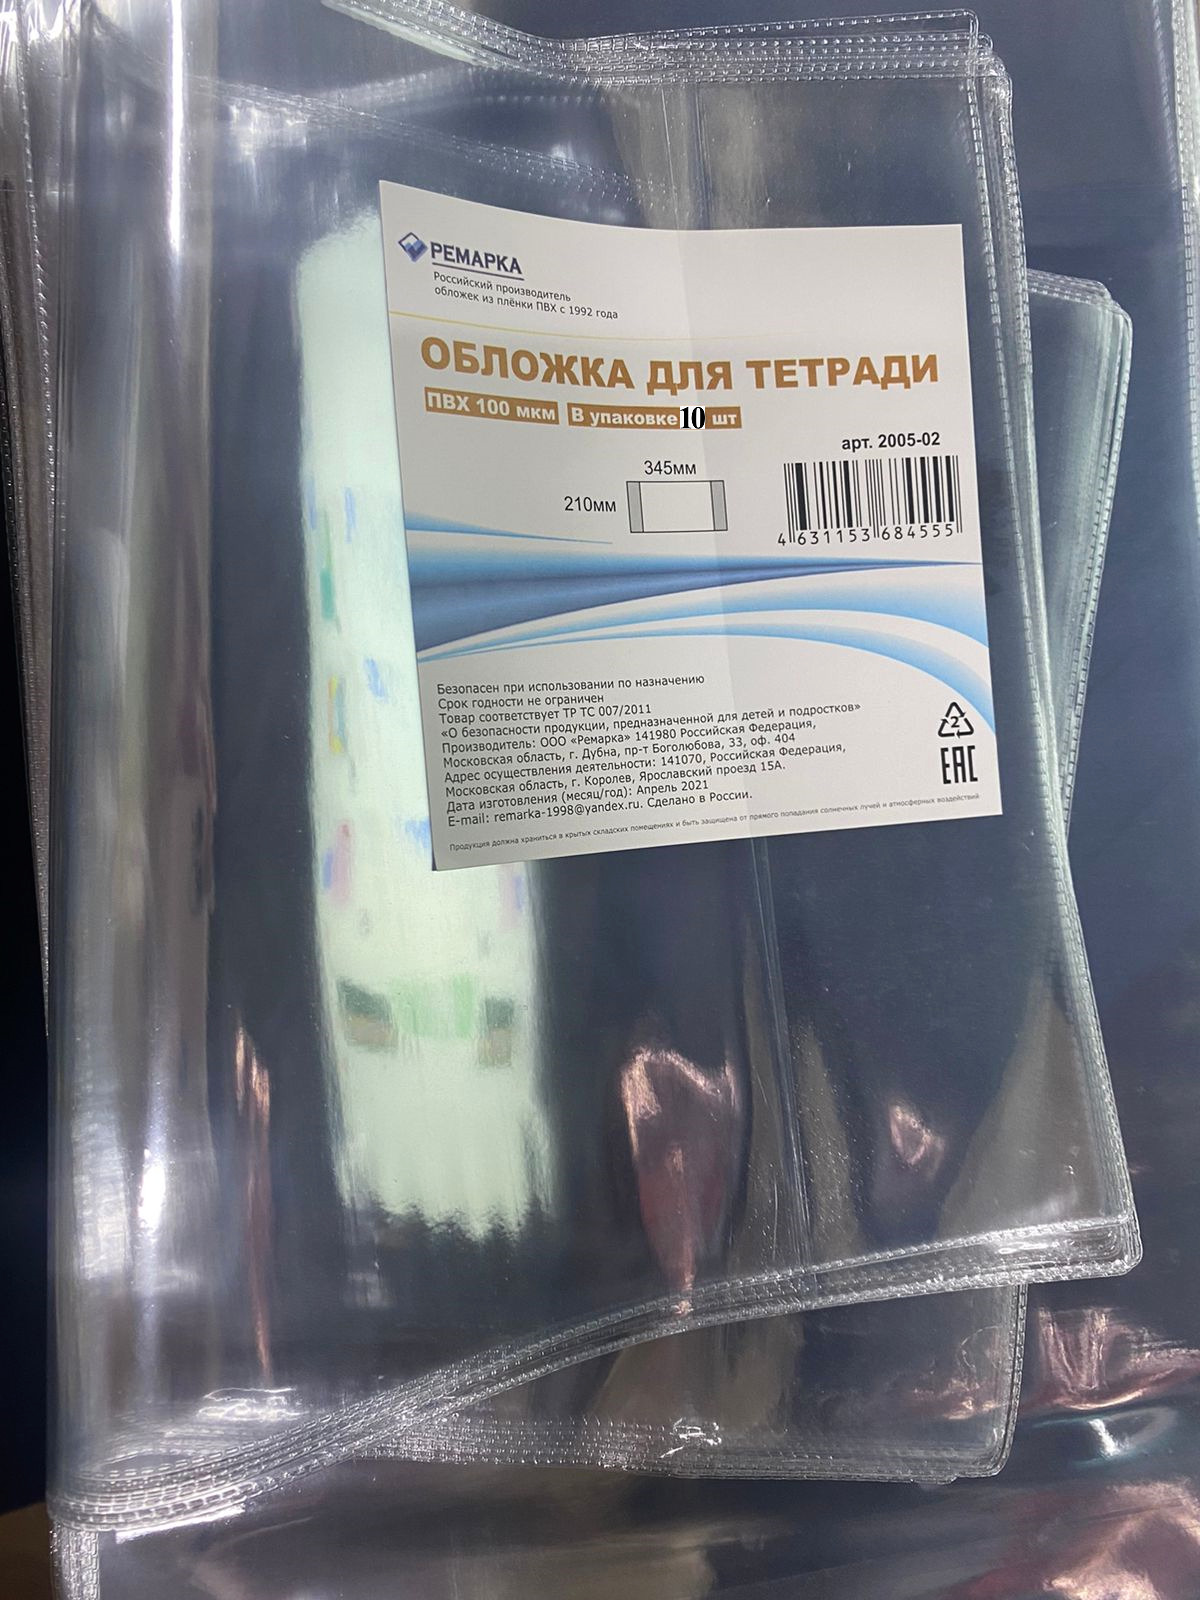 РЕМАРКА
Российский производитель
обложек из плёнки ПВХ с 1992 года
ОБЛОЖКА ДЛЯ ТЕТРАДИ
ПВХ 100 мкм В упаковке 10 шт
арт. 2005-02
345мм
210мм
4 631153 684555
Безопасен при использовании по назначению
Срок годности не ограничен
Товар соответствует ТР ТС 007/2011
«О безопасности продукции, предназначенной для детей и подростков»
Производитель: ООО «Ремарка» 141980 Российская Федерация,
Московская область, г. Дубна, пр-т Боголюбова, 33, оф. 404
Адрес осуществления деятельности: 141070, Российская Федерация,
Московская область, г. Королев, Ярославский проезд 15А.
Дата изготовления (месяц/год): Апрель 2021
E-mail: remarka-1998@yandex.ru. Сделано в России.
Продукция должна храниться в крытых складских помещениях и быть защищена от прямого попадания солнечных лучей и атмосферных воздействий
2
EAC